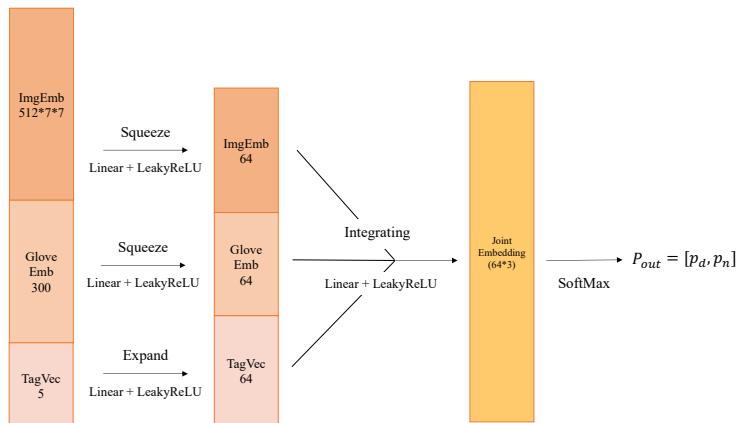 ImgEmb
512*7*7
Squeeze
Linear + LeakyReLU
ImgEmb
64
Glove
Emb
300
Squeeze
Linear + LeakyReLU
Glove
Emb
64
TagVec
5
Expand
Linear + LeakyReLU
TagVec
64
Integrating
Linear + LeakyReLU
Joint
Embedding
(64*3)
SoftMax
P_out = [p_d, p_n]